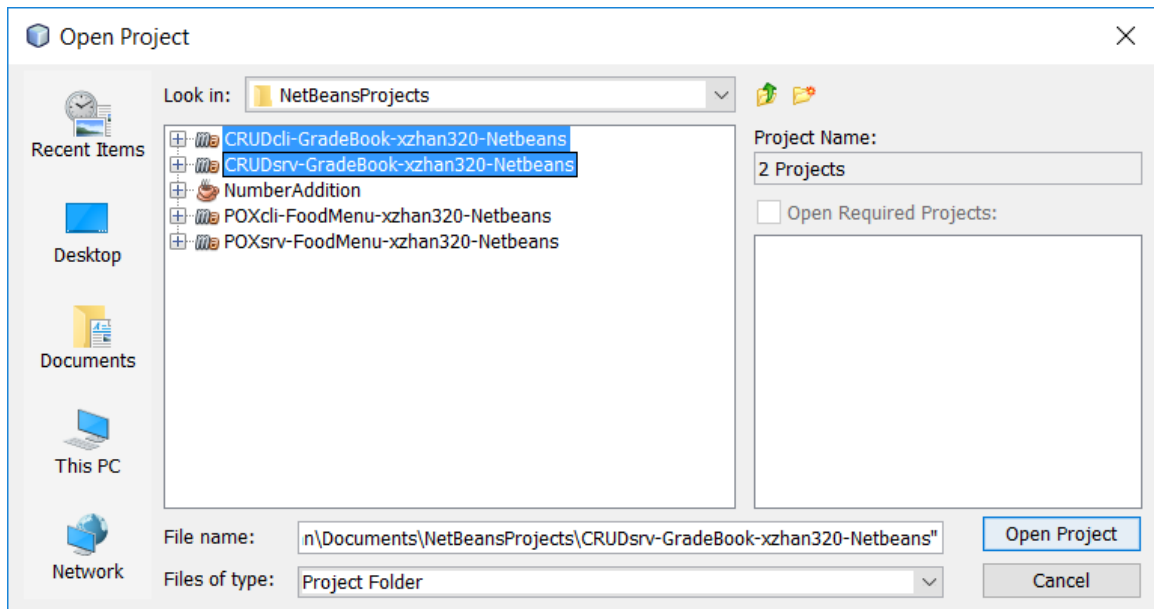 Open Project
Look in:
NetBeansProjects
Recent Items
Desktop
Documents
This PC
Network
CRUDcli-GradeBook-xzhan320-Netbeans
CRUDsrv-GradeBook-xzhan320-Netbeans
NumberAddition
POXcli-FoodMenu-xzhan320-Netbeans
POXsrv-FoodMenu-xzhan320-Netbeans
Project Name:
2 Projects
Open Required Projects:
File name:
n\Documents\NetBeansProjects\CRUDsrv-GradeBook-xzhan320-Netbeans"
Open Project
Files of type:
Project Folder
Cancel